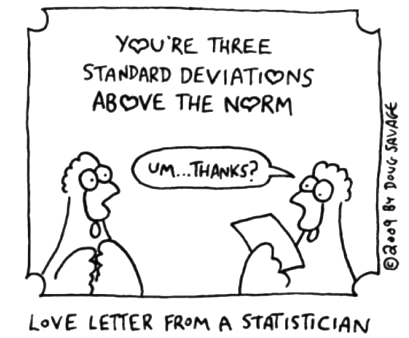 YOU'RE THREE
STANDARD DEVIATIONS
ABOVE THE NORM
UM...THANKS?
©2009 BY DOUG SAVAGE
LOVE LETTER FROM A STATISTICIAN